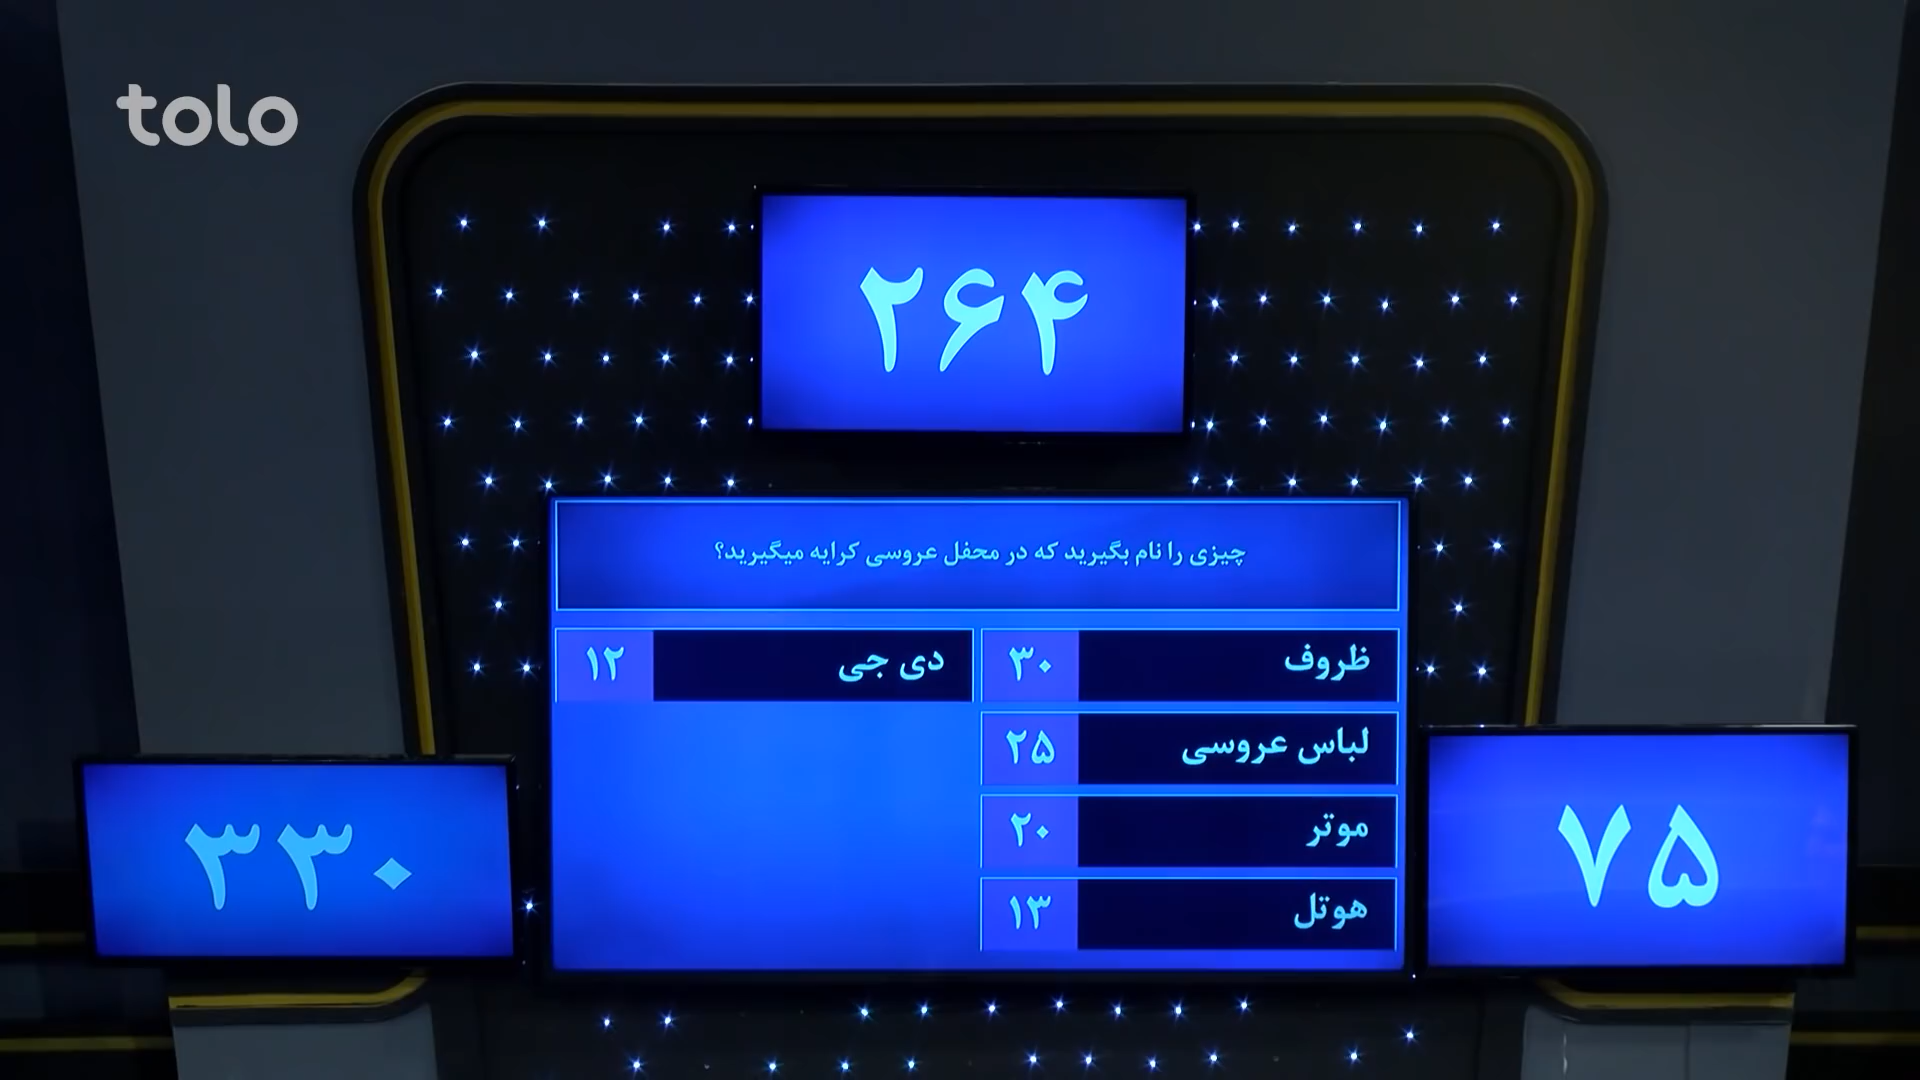 tolo
۲۶۴
چیزی را نام بگیرید که در محفل عروسی کرایه میگیرید؟
ظروف ۳۰
لباس عروسی ۲۵
موتر ۲۰
هوتل ۱۳
دی جی ۱۲
۷۵
۳۳۰